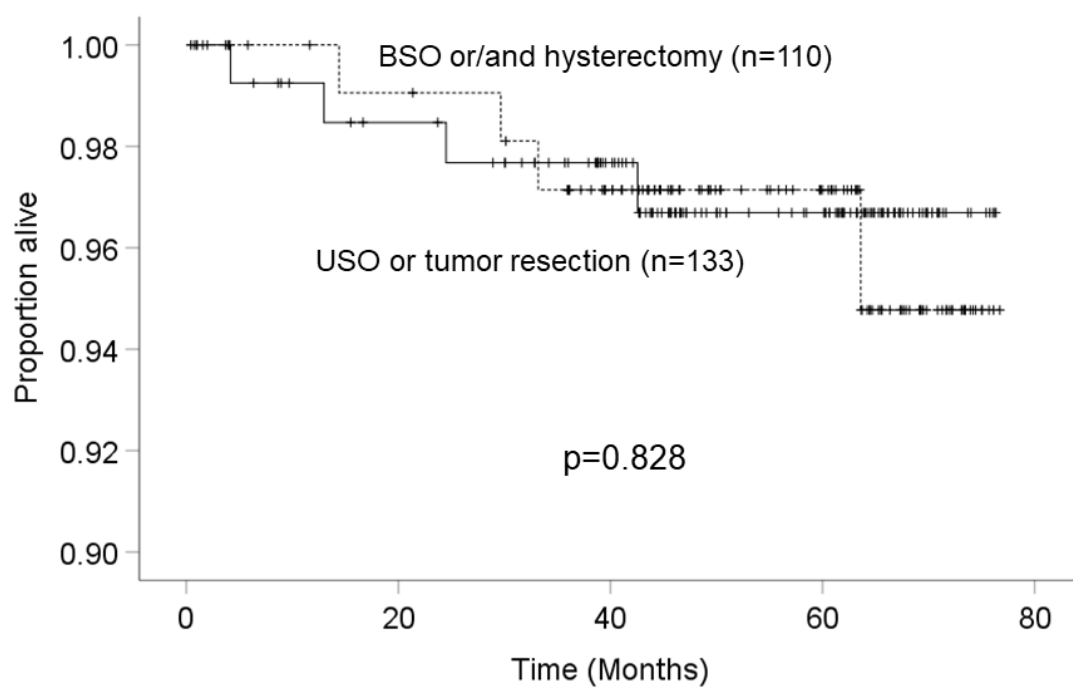 1.00
0.98
0.96
0.94
0.92
0.90
Proportion alive
BSO or/and hysterectomy (n=110)
USO or tumor resection (n=133)
p=0.828
0 20 40 60 80
Time (Months)